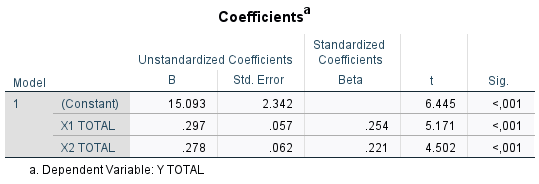 Coefficientsa
Unstandardized Coefficients Standardized Coefficients
Model B Std. Error Beta t Sig.
1 (Constant) 15.093 2.342 6.445 <,001
X1 TOTAL .297 .057 .254 5.171 <,001
X2 TOTAL .278 .062 .221 4.502 <,001
a. Dependent Variable: Y TOTAL